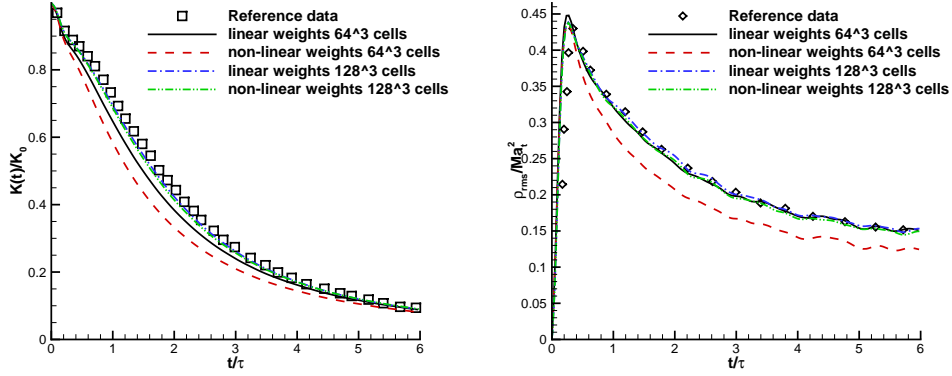 Reference data
linear weights 64^3 cells
non-linear weights 64^3 cells
linear weights 128^3 cells
non-linear weights 128^3 cells
K(t)/K₀
0.8
0.6
0.4
0.2
0
0 1 2 3 4 5 6
t/τ
Reference data
linear weights 64^3 cells
non-linear weights 64^3 cells
linear weights 128^3 cells
non-linear weights 128^3 cells
ρrms/Ma²t
0.45
0.4
0.35
0.3
0.25
0.2
0.15
0.1
0.05
0
0 1 2 3 4 5 6
t/τ